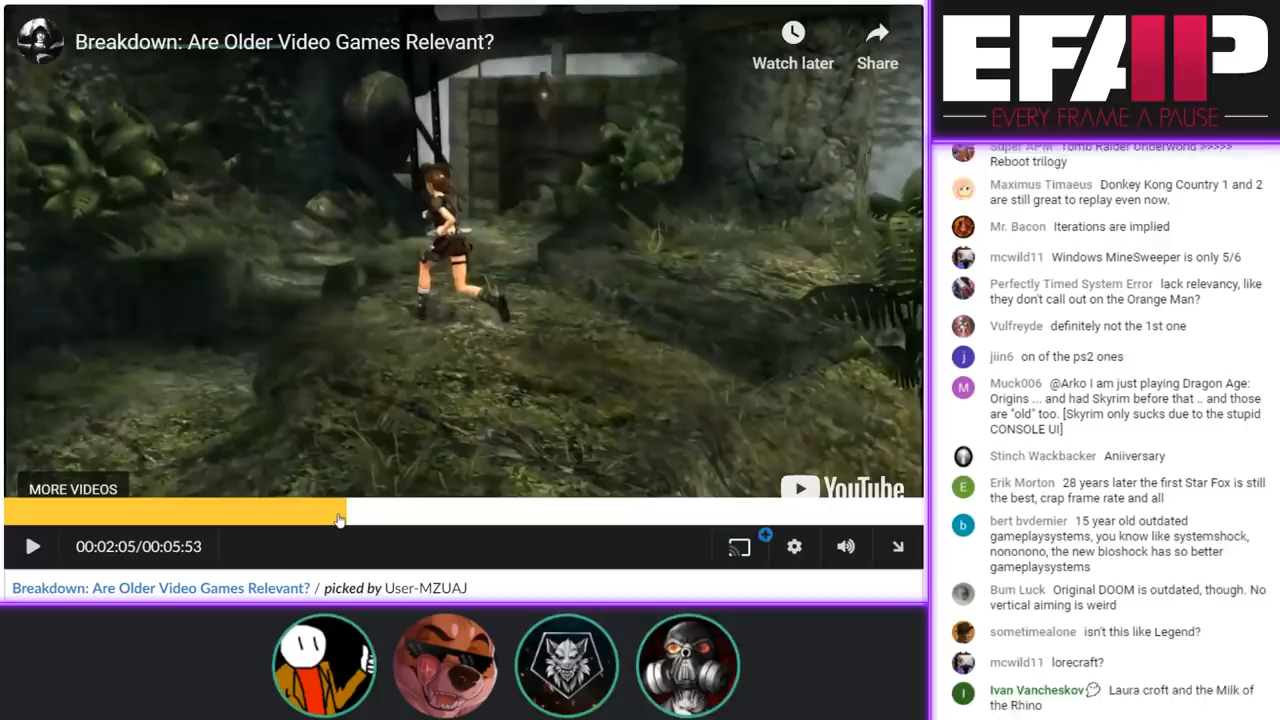 Breakdown: Are Older Video Games Relevant?
Watch later
Share
MORE VIDEOS
YouTube
00:02:05/00:05:53
Breakdown: Are Older Video Games Relevant? / picked by User-MZUAJ
EFAP
EVERY FRAME A PAUSE
Super APM Tomb Raider Underworld >>>>>
Reboot trilogy
Maximus Timaeus Donkey Kong Country 1 and 2
are still great to replay even now.
Mr. Bacon Iterations are implied
mcwild11 Windows MineSweeper is only 5/6
Perfectly Timed System Error lack relevancy, like
they don't call out on the Orange Man?
Vulfreyde definitely not the 1st one
j
jiin6 on of the ps2 ones
M
Muck006 @Arko I am just playing Dragon Age:
Origins ... and had Skyrim before that .. and those
are "old" too. [Skyrim only sucks due to the stupid
CONSOLE UI]
Stinch Wackbacker Aniiversary
E
Erik Morton 28 years later the first Star Fox is still
the best, crap frame rate and all
b
bert bvdemier 15 year old outdated
gameplaysystems, you know like systemshock,
nonononno, the new bioshock has so better
gameplaysystems
Bum Luck Original DOOM is outdated, though. No
vertical aiming is weird
sometimealone isn't this like Legend?
mcwild11 lorecraft?
I
Ivan Vancheskov Laura croft and the Milk of
the Rhino